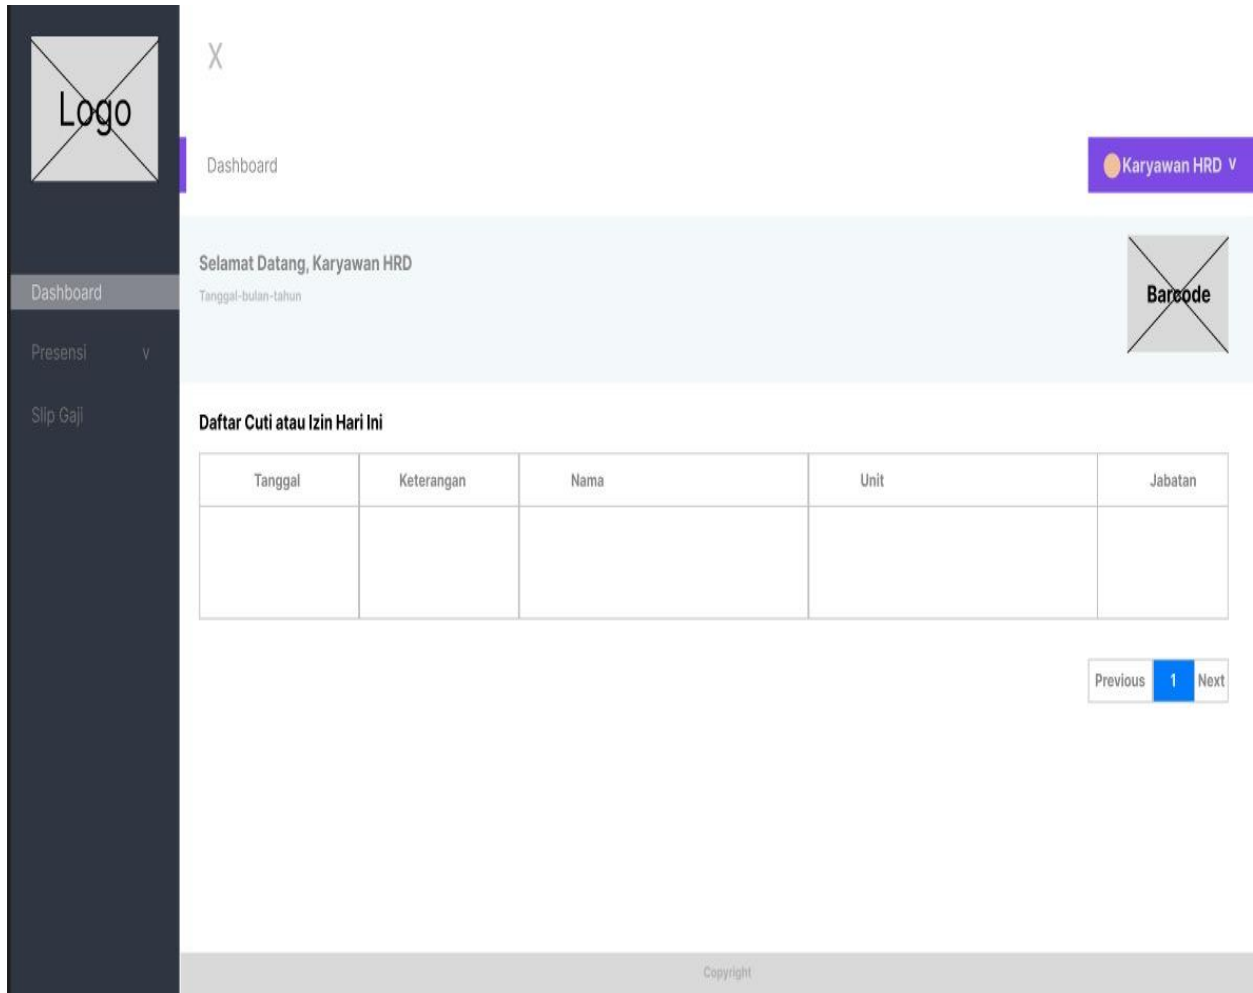 Logo
X
Dashboard
Karyawan HRD v
Selamat Datang, Karyawan HRD
Tanggal-bulan-tahun
Barcode
Dashboard
Presensi v
Slip Gaji
Daftar Cuti atau Izin Hari Ini
Tanggal Keterangan Nama Unit Jabatan
Previous 1 Next
Copyright